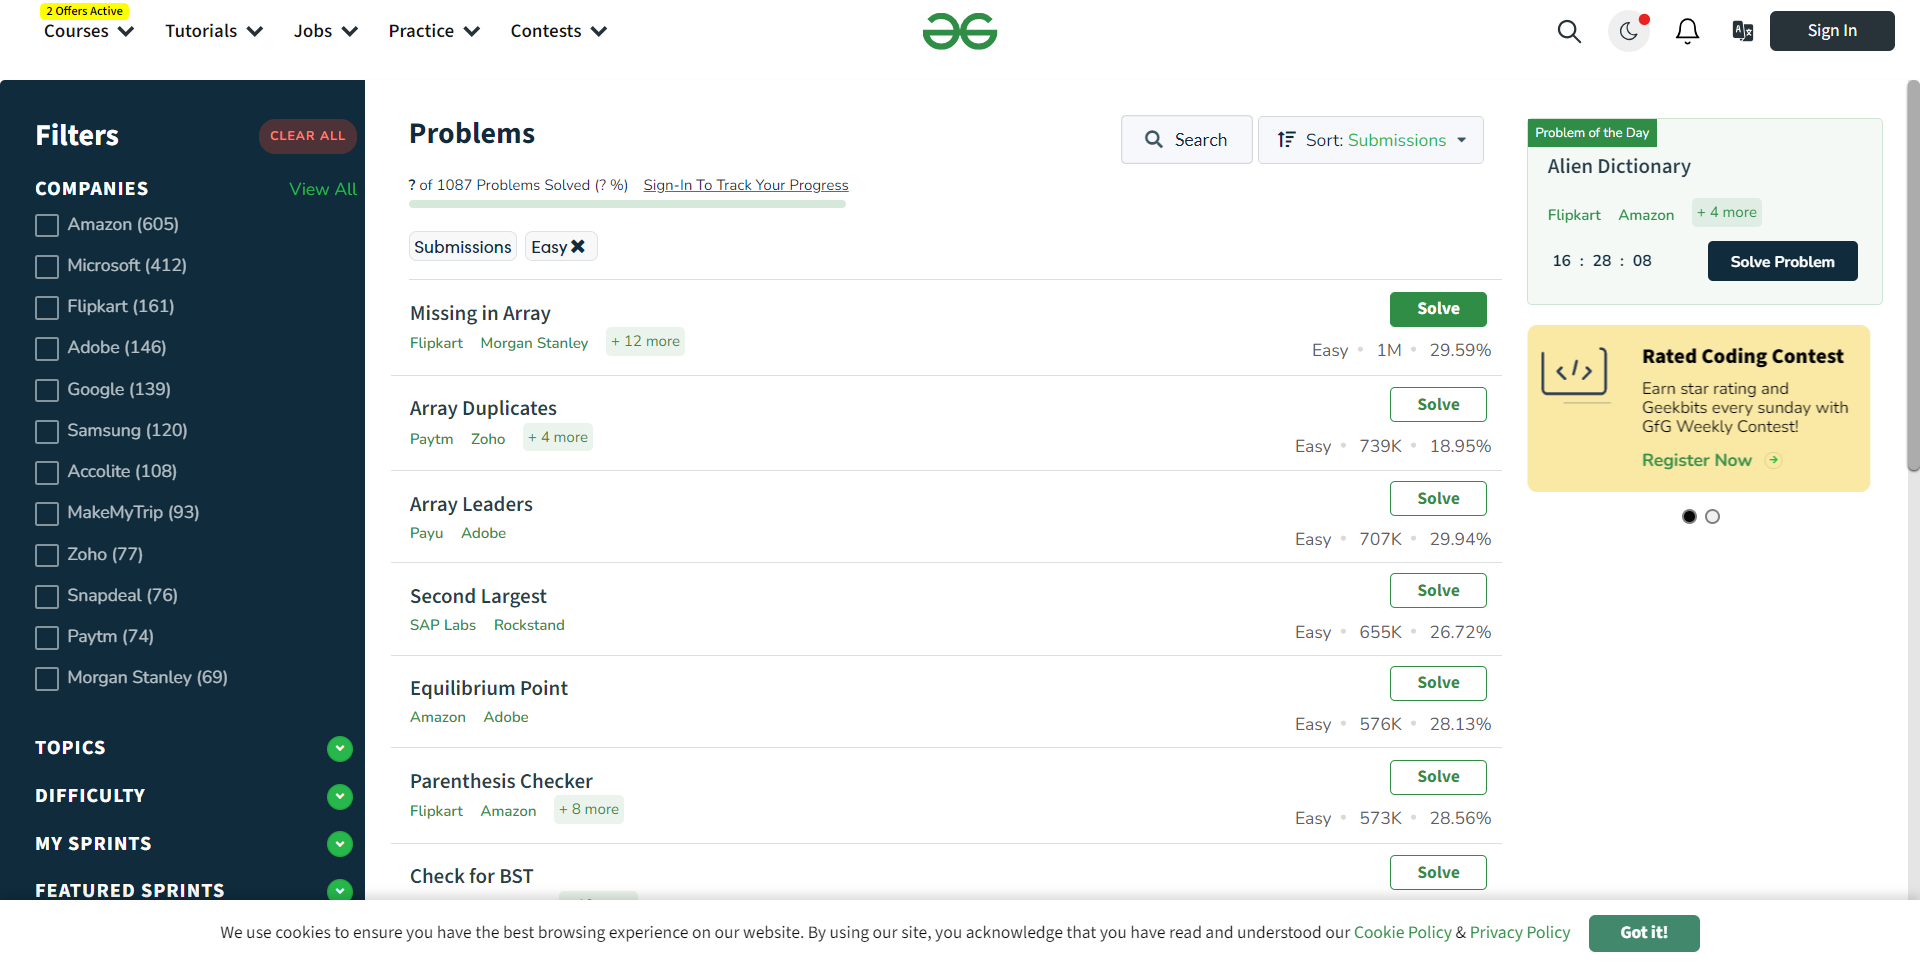 2 Offers Active
Courses Tutorials Jobs Practice Contests
Sign In
Filters
CLEAR ALL
COMPANIES
View All
Amazon (605)
Microsoft (412)
Flipkart (161)
Adobe (146)
Google (139)
Samsung (120)
Accolite (108)
MakeMyTrip (93)
Zoho (77)
Snapdeal (76)
Paytm (74)
Morgan Stanley (69)
TOPICS
DIFFICULTY
MY SPRINTS
FEATURED SPRINTS
Problems
Search
Sort: Submissions
? of 1087 Problems Solved (? %) Sign-In To Track Your Progress
Submissions Easy
Missing in Array
Solve
Flipkart Morgan Stanley + 12 more
Easy • 1M • 29.59%
Array Duplicates
Solve
Paytm Zoho + 4 more
Easy • 739K • 18.95%
Array Leaders
Solve
Payu Adobe
Easy • 707K • 29.94%
Second Largest
Solve
SAP Labs Rockstand
Easy • 655K • 26.72%
Equilibrium Point
Solve
Amazon Adobe
Easy • 576K • 28.13%
Parenthesis Checker
Solve
Flipkart Amazon + 8 more
Easy • 573K • 28.56%
Check for BST
Solve
Problem of the Day
Alien Dictionary
Flipkart Amazon + 4 more
16 : 28 : 08
Solve Problem
Rated Coding Contest
Earn star rating and
Geekbits every sunday with
GfG Weekly Contest!
Register Now
We use cookies to ensure you have the best browsing experience on our website. By using our site, you acknowledge that you have read and understood our Cookie Policy & Privacy Policy
Got it!